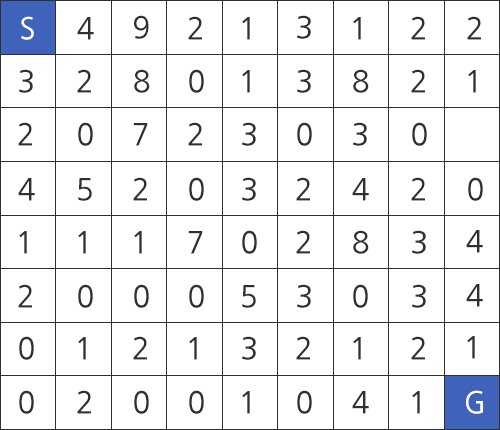 S 4 9 2 1 3 1 2 2
3 2 8 0 1 3 8 2 1
2 0 7 2 3 0 3 0
4 5 2 0 3 2 4 2 0
1 1 1 7 0 2 8 3 4
2 0 0 0 5 3 0 3 4
0 1 2 1 3 2 1 2 1
0 2 0 0 1 0 4 1 G